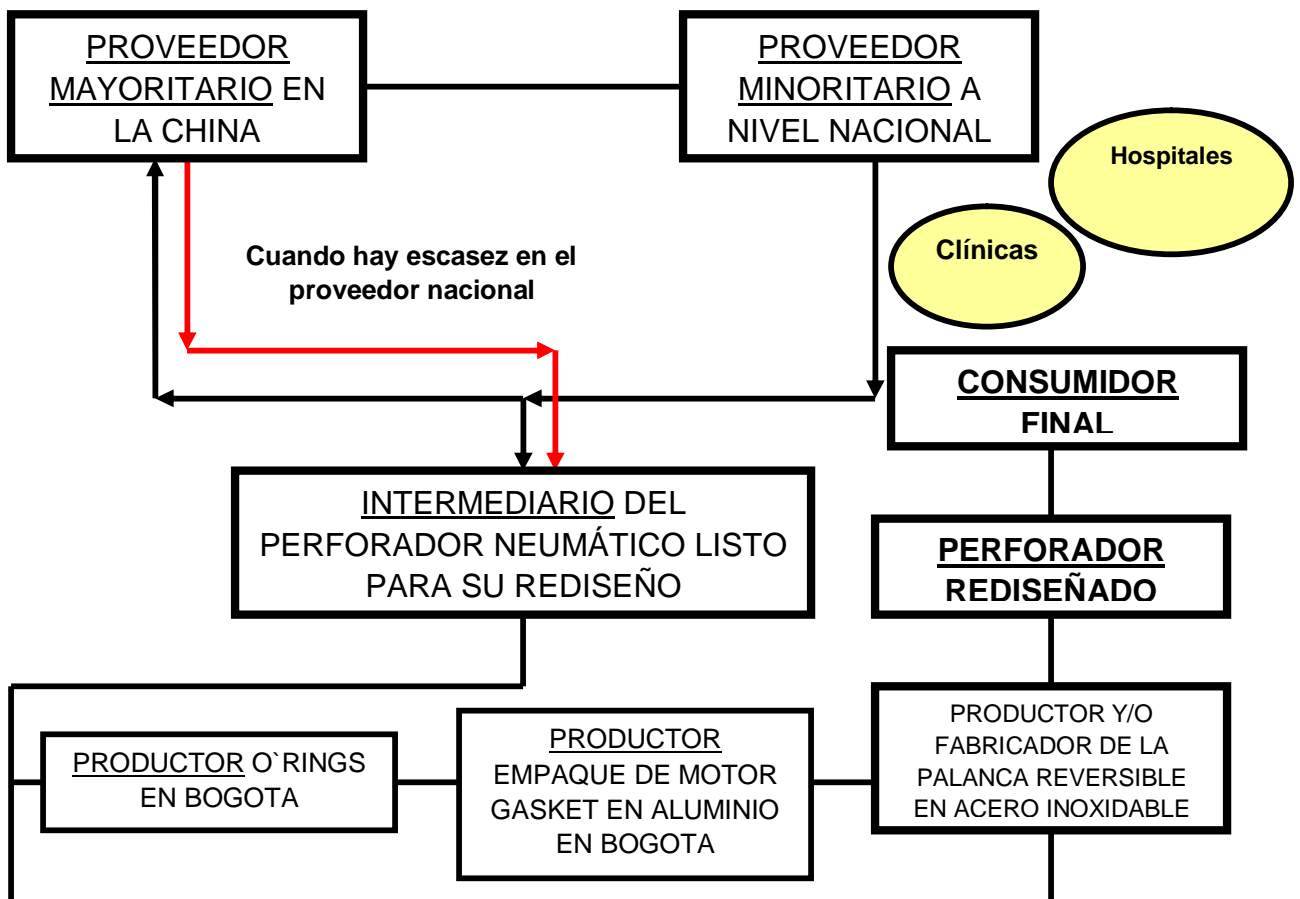 PROVEEDOR
MAYORITARIO EN
LA CHINA
PROVEEDOR
MINORITARIO A
NIVEL NACIONAL
Hospitales
Clínicas
Cuando hay escasez en el
proveedor nacional
CONSUMIDOR
FINAL
INTERMEDIARIO DEL
PERFORADOR NEUMÁTICO LISTO
PARA SU REDISEÑO
PERFORADOR
REDISEÑADO
PRODUCTOR O`RINGS
EN BOGOTA
PRODUCTOR
EMPAQUE DE MOTOR
GASKET EN ALUMINIO
EN BOGOTA
PRODUCTOR Y/O
FABRICADOR DE LA
PALANCA REVERSIBLE
EN ACERO INOXIDABLE